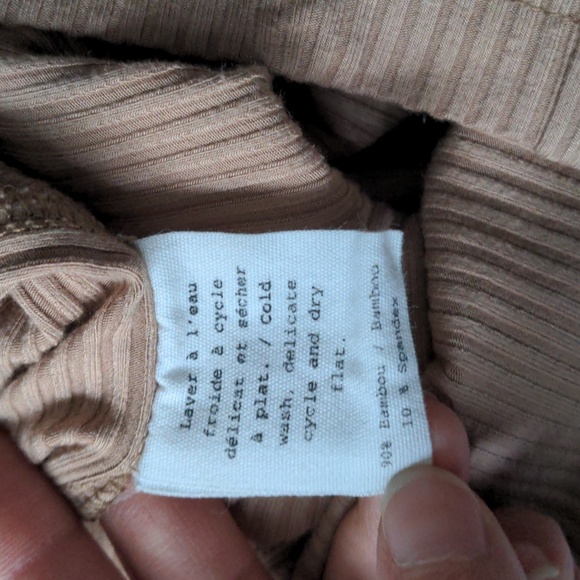 Laver à l'eau
froide à cycle
délicat et sécher
à plat. / Cold
wash, délicate
cycle and dry
flat.
90% Bambou / Bamboo
10 % Spandex